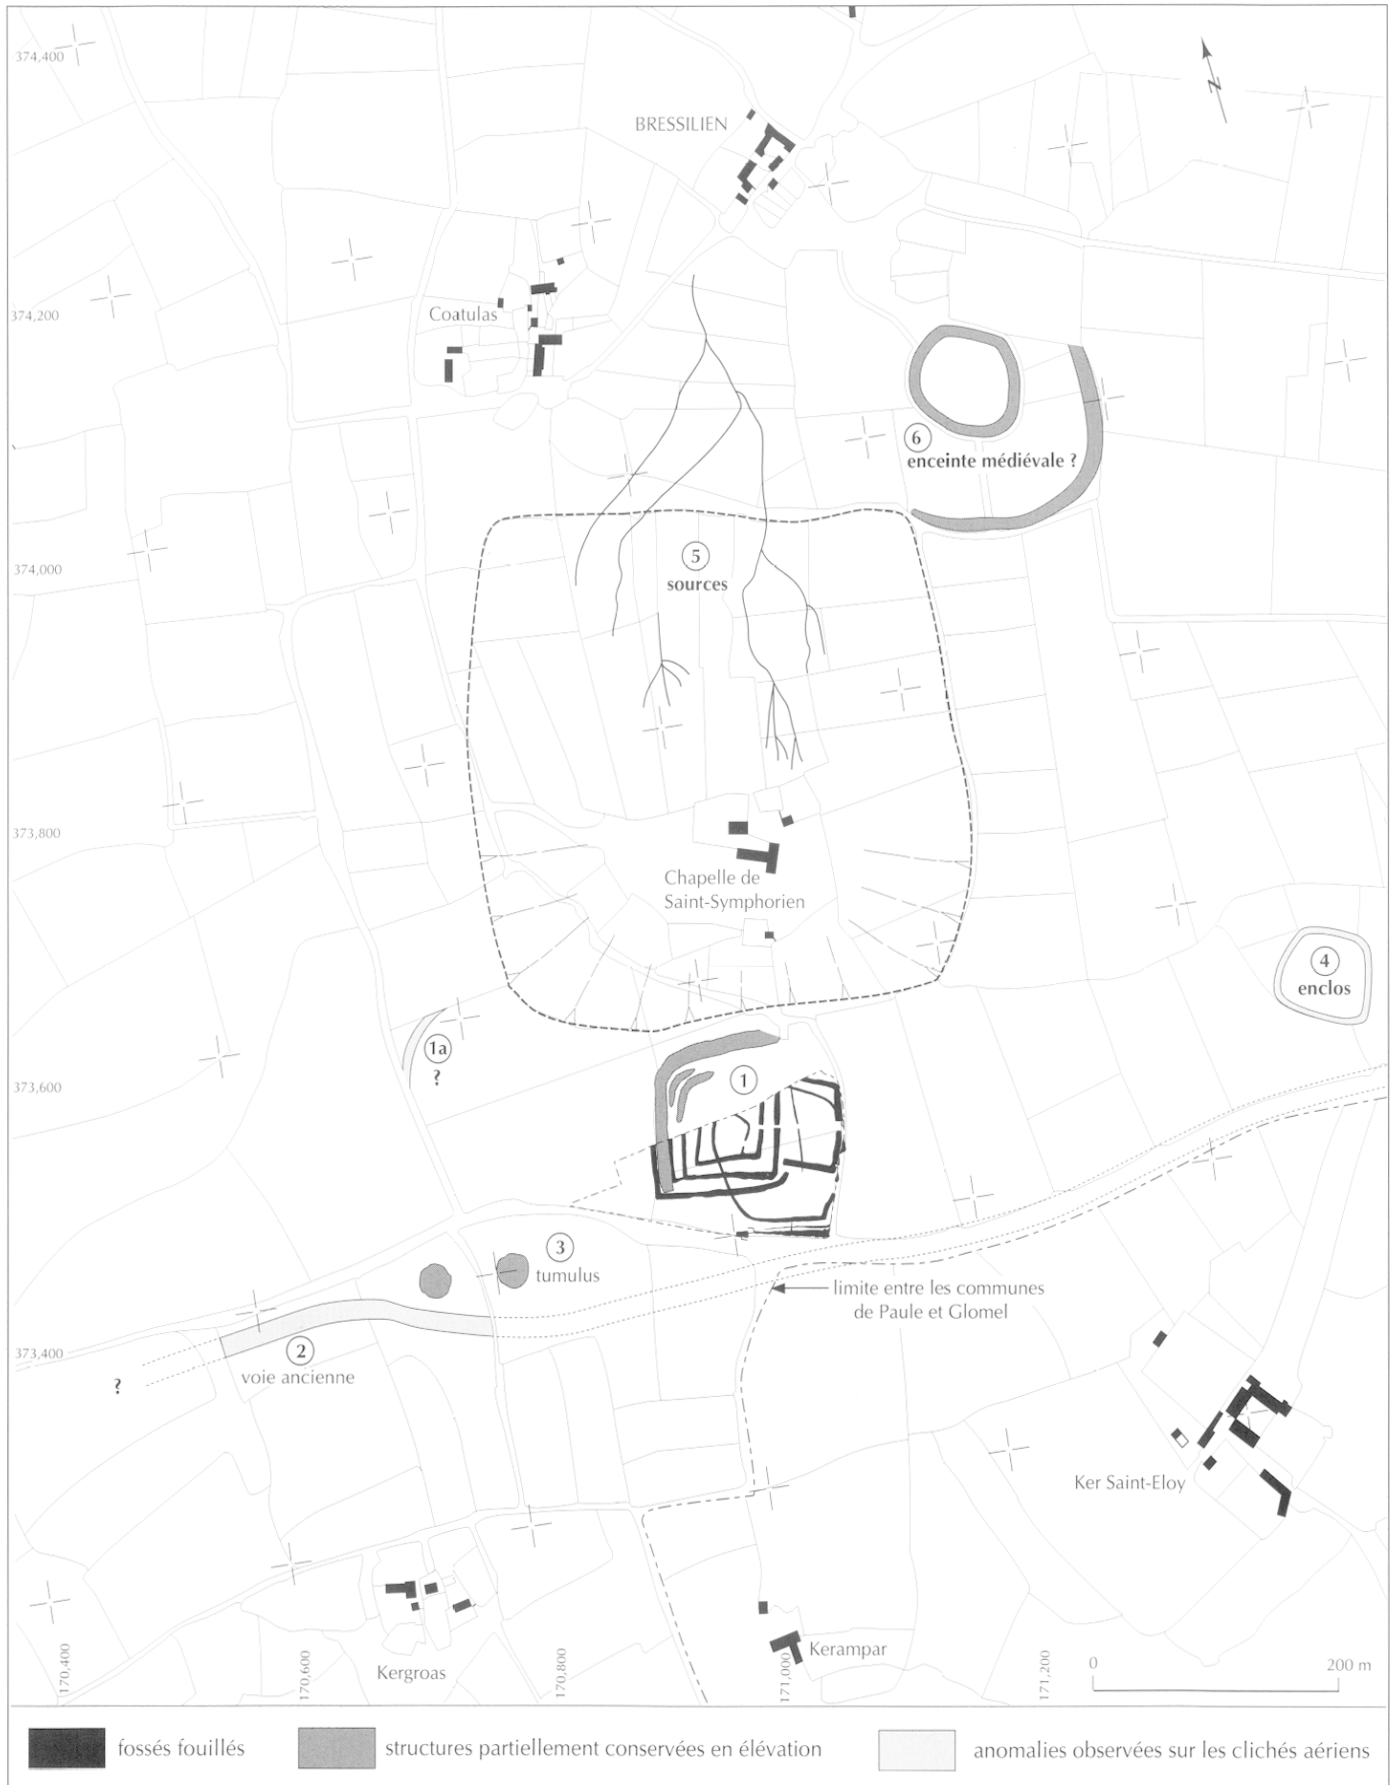 374,400
N
BRESSILIEN
374,200
Coatulas
6
enceinte médiévale ?
5
sources
374,000
373,800
Chapelle de
Saint-Symphorien
4
enclos
1a
?
1
373,600
3
tumulus
limite entre les communes
de Paule et Glomel
2
voie ancienne
373,400
?
Ker Saint-Eloy
Kerampar
Kergroas
170,400
170,600
170,800
171,000
171,200
0 200 m
fossés fouillés
structures partiellement conservées en élévation
anomalies observées sur les clichés aériens